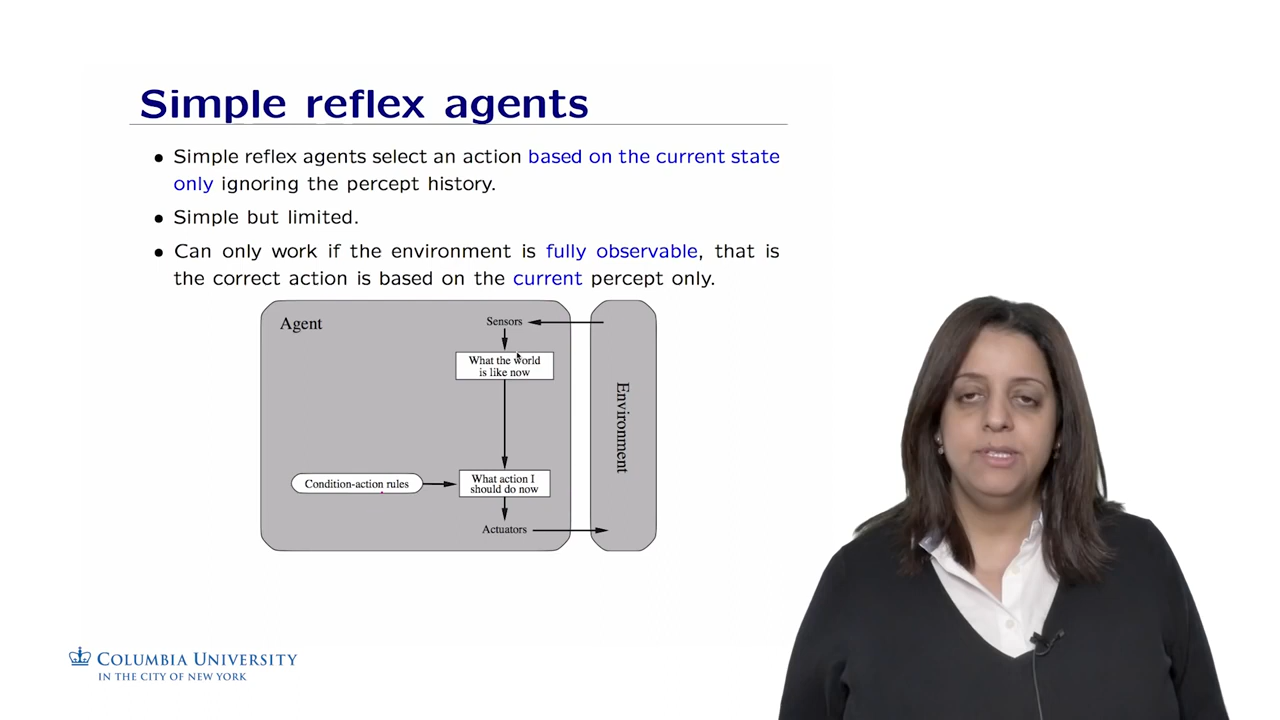 Simple reflex agents
• Simple reflex agents select an action based on the current state
only ignoring the percept history.
• Simple but limited.
• Can only work if the environment is fully observable, that is
the correct action is based on the current percept only.
Agent
Sensors
What the world
is like now
Environment
Condition-action rules
What action I
should do now
Actuators
COLUMBIA UNIVERSITY
IN THE CITY OF NEW YORK